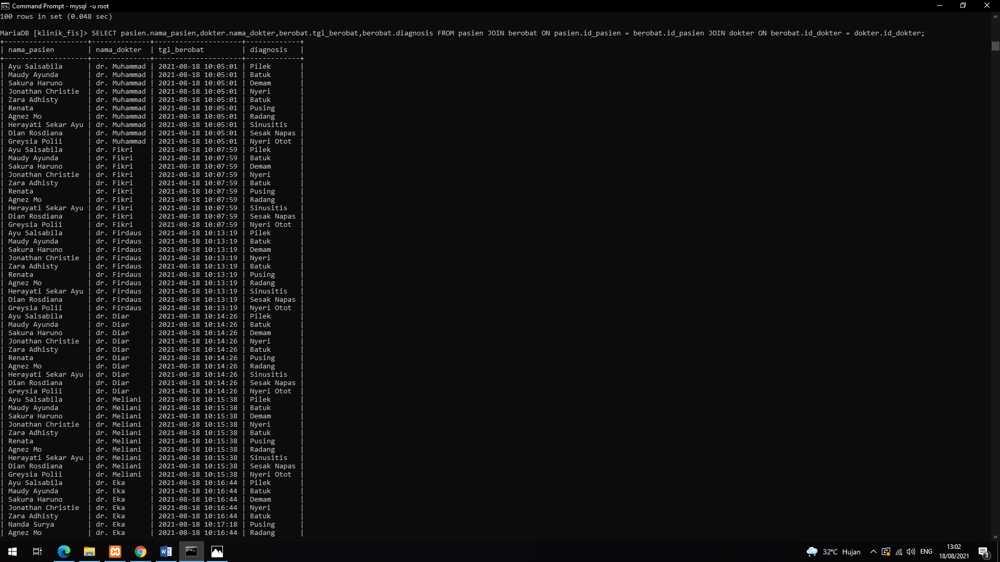 Command Prompt - mysql  -u root
100 rows in set (0.048 sec)
MariaDB [klinik_fis]> SELECT pasien.nama_pasien,dokter.nama_dokter,berobat.tgl_berobat,berobat.diagnosis FROM pasien JOIN berobat ON pasien.id_pasien = berobat.id_pasien JOIN dokter ON berobat.id_dokter = dokter.id_dokter;
+--------------------+--------------+---------------------+-------------+
| nama_pasien        | nama_dokter  | tgl_berobat         | diagnosis   |
+--------------------+--------------+---------------------+-------------+
| Ayu Salsabila      | dr. Muhammad | 2021-08-18 10:05:01 | Pilek       |
| Maudy Ayunda       | dr. Muhammad | 2021-08-18 10:05:01 | Batuk       |
| Sakura Haruno      | dr. Muhammad | 2021-08-18 10:05:01 | Demam       |
| Jonathan Christie  | dr. Muhammad | 2021-08-18 10:05:01 | Nyeri       |
| Zara Adhisty       | dr. Muhammad | 2021-08-18 10:05:01 | Batuk       |
| Renata             | dr. Muhammad | 2021-08-18 10:05:01 | Pusing      |
| Agnez Mo           | dr. Muhammad | 2021-08-18 10:05:01 | Radang      |
| Herayati Sekar Ayu | dr. Muhammad | 2021-08-18 10:05:01 | Sinusitis   |
| Dian Rosdiana      | dr. Muhammad | 2021-08-18 10:05:01 | Sesak Napas |
| Greysia Polii      | dr. Muhammad | 2021-08-18 10:05:01 | Nyeri Otot  |
| Ayu Salsabila      | dr. Fikri    | 2021-08-18 10:07:59 | Pilek       |
| Maudy Ayunda       | dr. Fikri    | 2021-08-18 10:07:59 | Batuk       |
| Sakura Haruno      | dr. Fikri    | 2021-08-18 10:07:59 | Demam       |
| Jonathan Christie  | dr. Fikri    | 2021-08-18 10:07:59 | Nyeri       |
| Zara Adhisty       | dr. Fikri    | 2021-08-18 10:07:59 | Batuk       |
| Renata             | dr. Fikri    | 2021-08-18 10:07:59 | Pusing      |
| Agnez Mo           | dr. Fikri    | 2021-08-18 10:07:59 | Radang      |
| Herayati Sekar Ayu | dr. Fikri    | 2021-08-18 10:07:59 | Sinusitis   |
| Dian Rosdiana      | dr. Fikri    | 2021-08-18 10:07:59 | Sesak Napas |
| Greysia Polii      | dr. Fikri    | 2021-08-18 10:07:59 | Nyeri Otot  |
| Ayu Salsabila      | dr. Firdaus  | 2021-08-18 10:13:19 | Pilek       |
| Maudy Ayunda       | dr. Firdaus  | 2021-08-18 10:13:19 | Batuk       |
| Sakura Haruno      | dr. Firdaus  | 2021-08-18 10:13:19 | Demam       |
| Jonathan Christie  | dr. Firdaus  | 2021-08-18 10:13:19 | Nyeri       |
| Zara Adhisty       | dr. Firdaus  | 2021-08-18 10:13:19 | Batuk       |
| Renata             | dr. Firdaus  | 2021-08-18 10:13:19 | Pusing      |
| Agnez Mo           | dr. Firdaus  | 2021-08-18 10:13:19 | Radang      |
| Herayati Sekar Ayu | dr. Firdaus  | 2021-08-18 10:13:19 | Sinusitis   |
| Dian Rosdiana      | dr. Firdaus  | 2021-08-18 10:13:19 | Sesak Napas |
| Greysia Polii      | dr. Firdaus  | 2021-08-18 10:13:19 | Nyeri Otot  |
| Ayu Salsabila      | dr. Diar     | 2021-08-18 10:14:26 | Pilek       |
| Maudy Ayunda       | dr. Diar     | 2021-08-18 10:14:26 | Batuk       |
| Sakura Haruno      | dr. Diar     | 2021-08-18 10:14:26 | Demam       |
| Jonathan Christie  | dr. Diar     | 2021-08-18 10:14:26 | Nyeri       |
| Zara Adhisty       | dr. Diar     | 2021-08-18 10:14:26 | Batuk       |
| Renata             | dr. Diar     | 2021-08-18 10:14:26 | Pusing      |
| Agnez Mo           | dr. Diar     | 2021-08-18 10:14:26 | Radang      |
| Herayati Sekar Ayu | dr. Diar     | 2021-08-18 10:14:26 | Sinusitis   |
| Dian Rosdiana      | dr. Diar     | 2021-08-18 10:14:26 | Sesak Napas |
| Greysia Polii      | dr. Diar     | 2021-08-18 10:14:26 | Nyeri Otot  |
| Ayu Salsabila      | dr. Meliani  | 2021-08-18 10:15:38 | Pilek       |
| Maudy Ayunda       | dr. Meliani  | 2021-08-18 10:15:38 | Batuk       |
| Sakura Haruno      | dr. Meliani  | 2021-08-18 10:15:38 | Demam       |
| Jonathan Christie  | dr. Meliani  | 2021-08-18 10:15:38 | Nyeri       |
| Zara Adhisty       | dr. Meliani  | 2021-08-18 10:15:38 | Batuk       |
| Renata             | dr. Meliani  | 2021-08-18 10:15:38 | Pusing      |
| Agnez Mo           | dr. Meliani  | 2021-08-18 10:15:38 | Radang      |
| Herayati Sekar Ayu | dr. Meliani  | 2021-08-18 10:15:38 | Sinusitis   |
| Dian Rosdiana      | dr. Meliani  | 2021-08-18 10:15:38 | Sesak Napas |
| Greysia Polii      | dr. Meliani  | 2021-08-18 10:15:38 | Nyeri Otot  |
| Ayu Salsabila      | dr. Eka      | 2021-08-18 10:16:44 | Pilek       |
| Maudy Ayunda       | dr. Eka      | 2021-08-18 10:16:44 | Batuk       |
| Sakura Haruno      | dr. Eka      | 2021-08-18 10:16:44 | Demam       |
| Jonathan Christie  | dr. Eka      | 2021-08-18 10:16:44 | Nyeri       |
| Zara Adhisty       | dr. Eka      | 2021-08-18 10:16:44 | Batuk       |
| Nanda Surya        | dr. Eka      | 2021-08-18 10:17:18 | Pusing      |
| Agnez Mo           | dr. Eka      | 2021-08-18 10:16:44 | Radang      |
32°C Hujan
ENG
13:02
18/08/2021
3